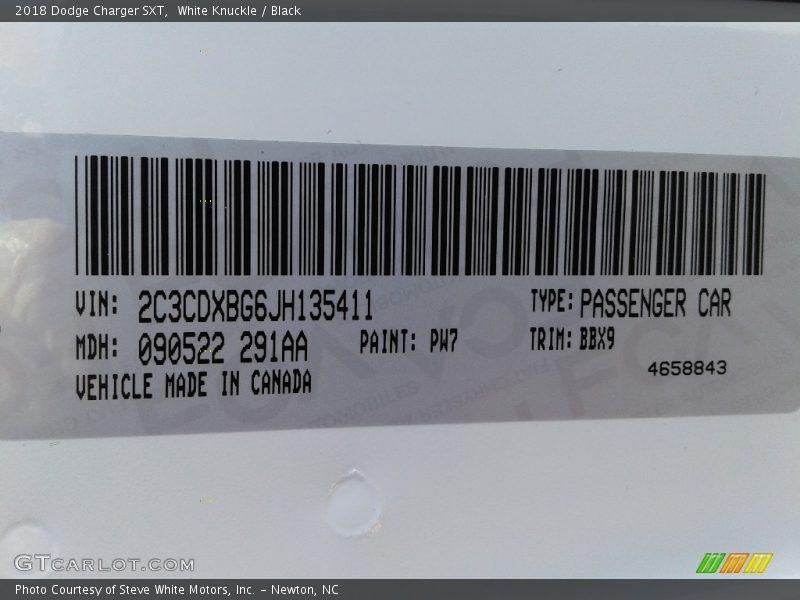 2018 Dodge Charger SXT,  White Knuckle / Black
VIN: 2C3CDXBG6JH135411 TYPE: PASSENGER CAR
MDH: 090522 291AA PAINT: PW7 TRIM: BBX9
VEHICLE MADE IN CANADA 4658843
GTCARLOT.COM
Photo Courtesy of Steve White Motors, Inc. – Newton, NC